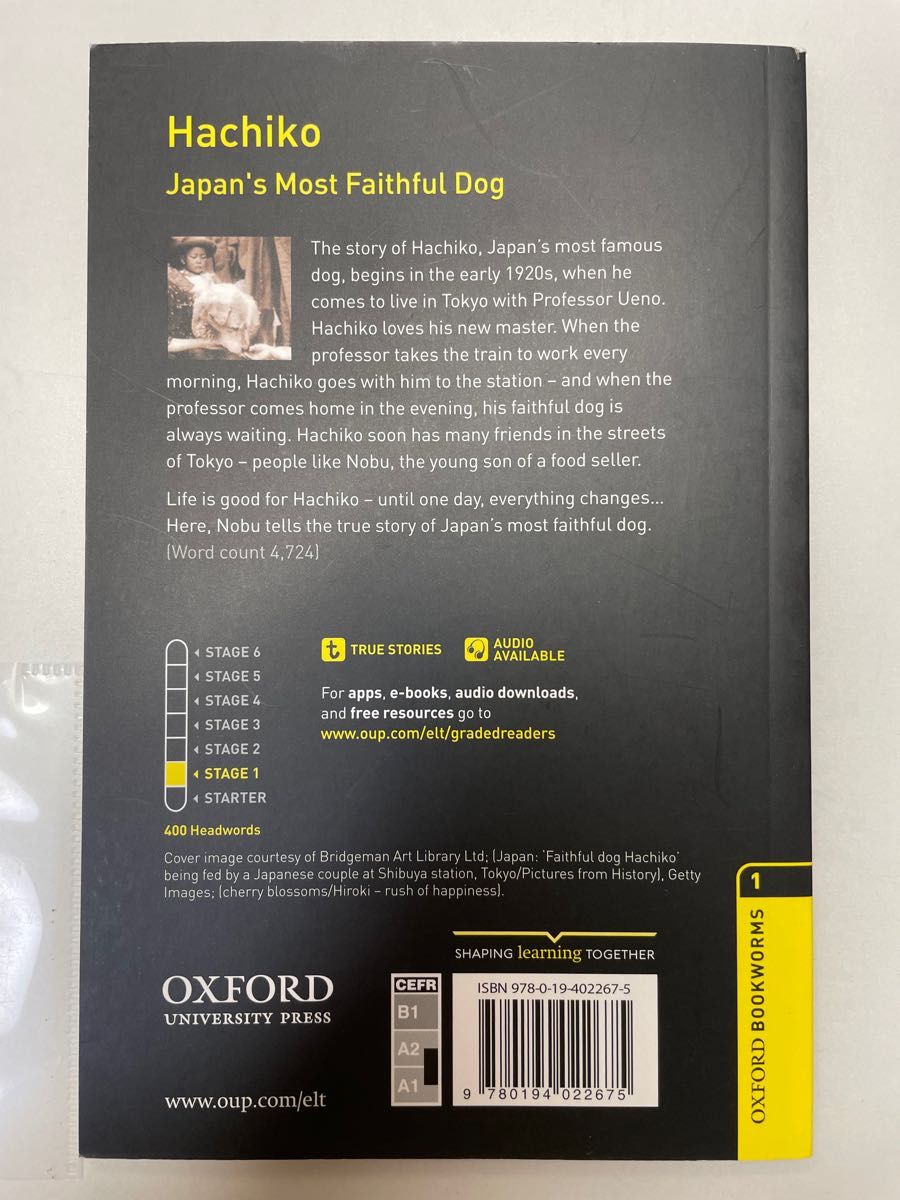 Hachiko
Japan's Most Faithful Dog
The story of Hachiko, Japan's most famous
dog, begins in the early 1920s, when he
comes to live in Tokyo with Professor Ueno.
Hachiko loves his new master. When the
professor takes the train to work every
morning, Hachiko goes with him to the station – and when the
professor comes home in the evening, his faithful dog is
always waiting. Hachiko soon has many friends in the streets
of Tokyo – people like Nobu, the young son of a food seller.
Life is good for Hachiko – until one day, everything changes...
Here, Nobu tells the true story of Japan's most faithful dog.
(Word count 4,724)
STAGE 6
STAGE 5
STAGE 4
STAGE 3
STAGE 2
STAGE 1
STARTER
400 Headwords
t TRUE STORIES
AUDIO
AVAILABLE
For apps, e-books, audio downloads,
and free resources go to
www.oup.com/elt/gradedreaders
Cover image courtesy of Bridgeman Art Library Ltd; (Japan: 'Faithful dog Hachiko'
being fed by a Japanese couple at Shibuya station, Tokyo/Pictures from History), Getty
Images; (cherry blossoms/Hiroki – rush of happiness).
1
OXFORD BOOKWORMS
SHAPING learning TOGETHER
OXFORD
UNIVERSITY PRESS
www.oup.com/elt
CEFR
B1
A2
A1
ISBN 978-0-19-402267-5
9 780194 022675